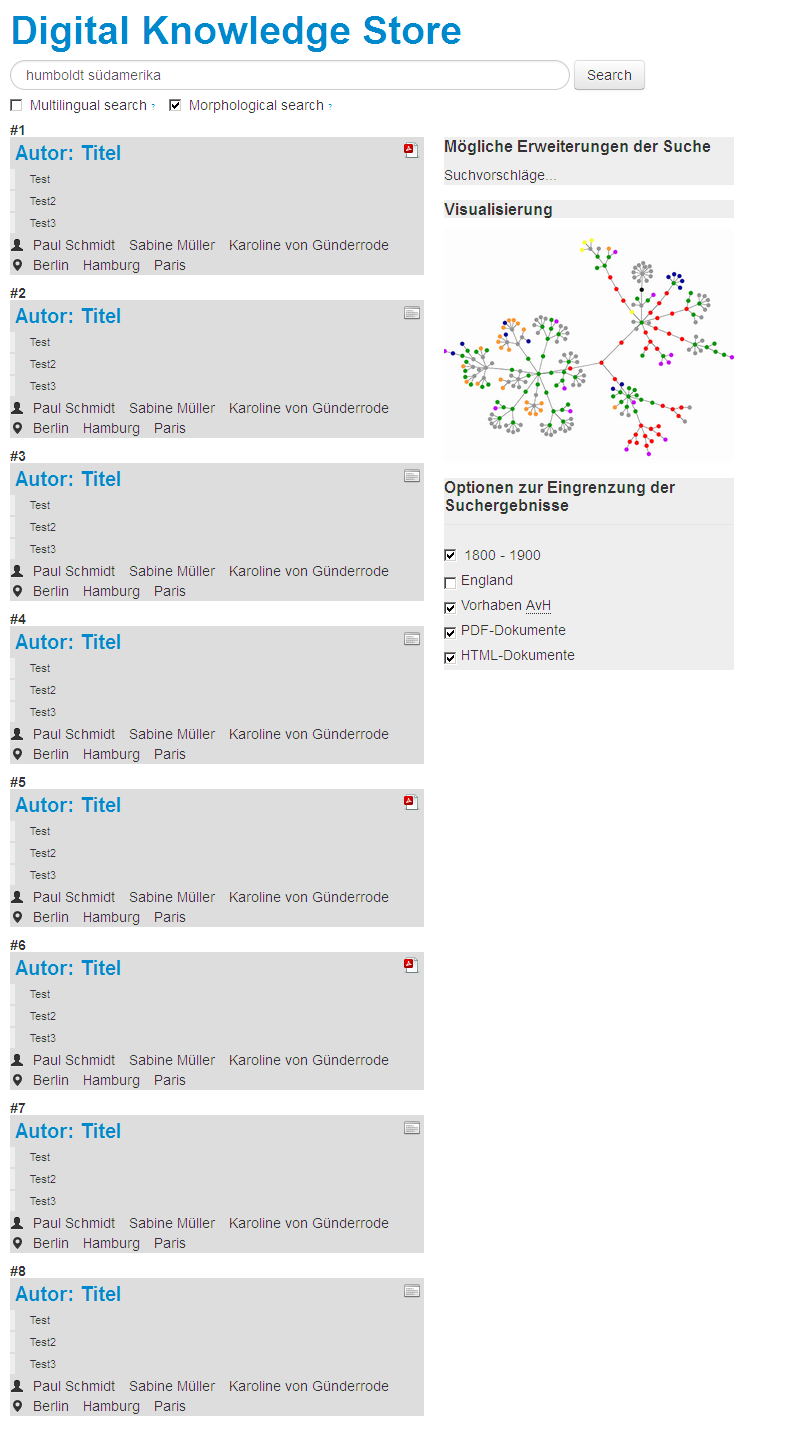 Digital Knowledge Store
humboldt südamerika
Search
Multilingual search ?
Morphological search ?
#1
Autor: Titel
Test
Test2
Test3
Paul Schmidt Sabine Müller Karoline von Günderrode
Berlin Hamburg Paris
#2
Autor: Titel
Test
Test2
Test3
Paul Schmidt Sabine Müller Karoline von Günderrode
Berlin Hamburg Paris
#3
Autor: Titel
Test
Test2
Test3
Paul Schmidt Sabine Müller Karoline von Günderrode
Berlin Hamburg Paris
#4
Autor: Titel
Test
Test2
Test3
Paul Schmidt Sabine Müller Karoline von Günderrode
Berlin Hamburg Paris
#5
Autor: Titel
Test
Test2
Test3
Paul Schmidt Sabine Müller Karoline von Günderrode
Berlin Hamburg Paris
#6
Autor: Titel
Test
Test2
Test3
Paul Schmidt Sabine Müller Karoline von Günderrode
Berlin Hamburg Paris
#7
Autor: Titel
Test
Test2
Test3
Paul Schmidt Sabine Müller Karoline von Günderrode
Berlin Hamburg Paris
#8
Autor: Titel
Test
Test2
Test3
Paul Schmidt Sabine Müller Karoline von Günderrode
Berlin Hamburg Paris
Mögliche Erweiterungen der Suche
Suchvorschläge...
Visualisierung
Optionen zur Eingrenzung der
Suchergebnisse
1800 - 1900
England
Vorhaben AvH
PDF-Dokumente
HTML-Dokumente